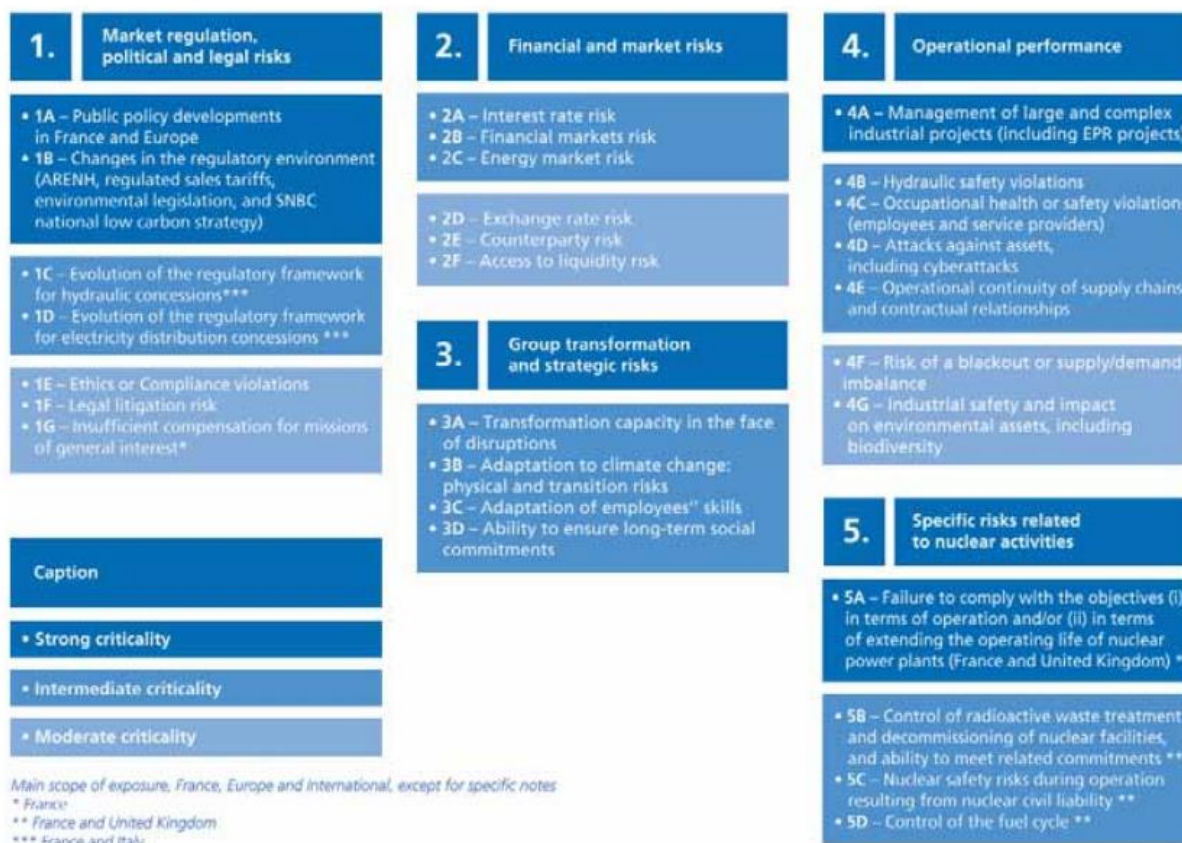 1.
Market regulation,
political and legal risks
• 1A – Public policy developments
in France and Europe
• 1B – Changes in the regulatory environment
(ARENH, regulated sales tariffs,
environmental legislation, and SNBC
national low carbon strategy)
• 1C – Evolution of the regulatory framework
for hydraulic concessions***
• 1D – Evolution of the regulatory framework
for electricity distribution concessions ***
• 1E – Ethics or Compliance violations
• 1F – Legal litigation risk
• 1G – Insufficient compensation for missions
of general interest*
Caption
• Strong criticality
• Intermediate criticality
• Moderate criticality
Main scope of exposure, France, Europe and International, except for specific notes
* France
** France and United Kingdom
*** France and Italy
2.
Financial and market risks
• 2A – Interest rate risk
• 2B – Financial markets risk
• 2C – Energy market risk
• 2D – Exchange rate risk
• 2E – Counterparty risk
• 2F – Access to liquidity risk
3.
Group transformation
and strategic risks
• 3A – Transformation capacity in the face
of disruptions
• 3B – Adaptation to climate change:
physical and transition risks
• 3C – Adaptation of employees'' skills
• 3D – Ability to ensure long-term social
commitments
4.
Operational performance
• 4A – Management of large and complex
industrial projects (including EPR projects)
• 4B – Hydraulic safety violations
• 4C – Occupational health or safety violation
(employees and service providers)
• 4D – Attacks against assets,
including cyberattacks
• 4E – Operational continuity of supply chains
and contractual relationships
• 4F – Risk of a blackout or supply/demand
imbalance
• 4G – Industrial safety and impact
on environmental assets, including
biodiversity
5.
Specific risks related
to nuclear activities
• 5A – Failure to comply with the objectives (i)
in terms of operation and/or (ii) in terms
of extending the operating life of nuclear
power plants (France and United Kingdom) *
• 5B – Control of radioactive waste treatment
and decommissioning of nuclear facilities,
and ability to meet related commitments **
• 5C – Nuclear safety risks during operation
resulting from nuclear civil liability **
• 5D – Control of the fuel cycle **